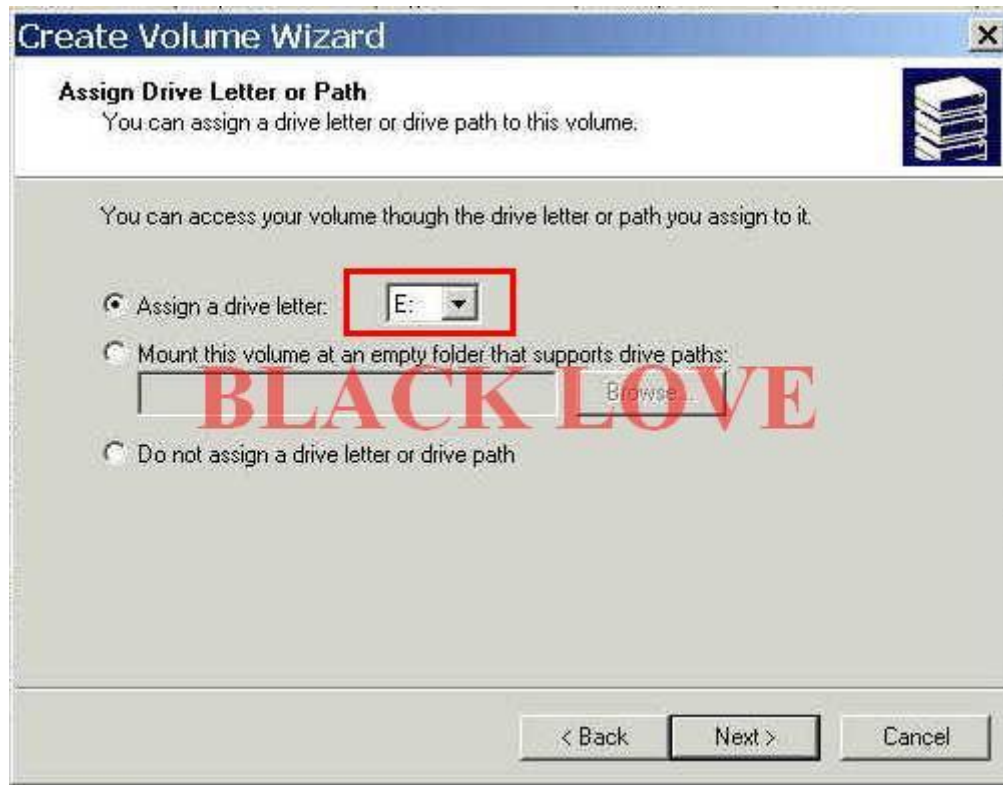 Create Volume Wizard
Assign Drive Letter or Path
You can assign a drive letter or drive path to this volume.
You can access your volume though the drive letter or path you assign to it.
Assign a drive letter: E:
Mount this volume at an empty folder that supports drive paths:
Browse...
BLACK LOVE
Do not assign a drive letter or drive path
< Back Next > Cancel